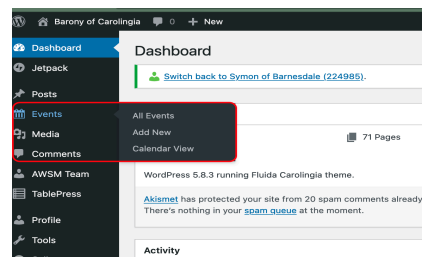 Barony of Carolingia 0 + New
Dashboard
Jetpack
Posts
Events
Media
Comments
AWSM Team
TablePress
Profile
Tools
All Events
Add New
Calendar View
Dashboard
Switch back to Symon of Barnesdale (224985).
71 Pages
WordPress 5.8.3 running Fluida Carolingia theme.
Akismet has protected your site from 20 spam comments already
There's nothing in your spam queue at the moment.
Activity